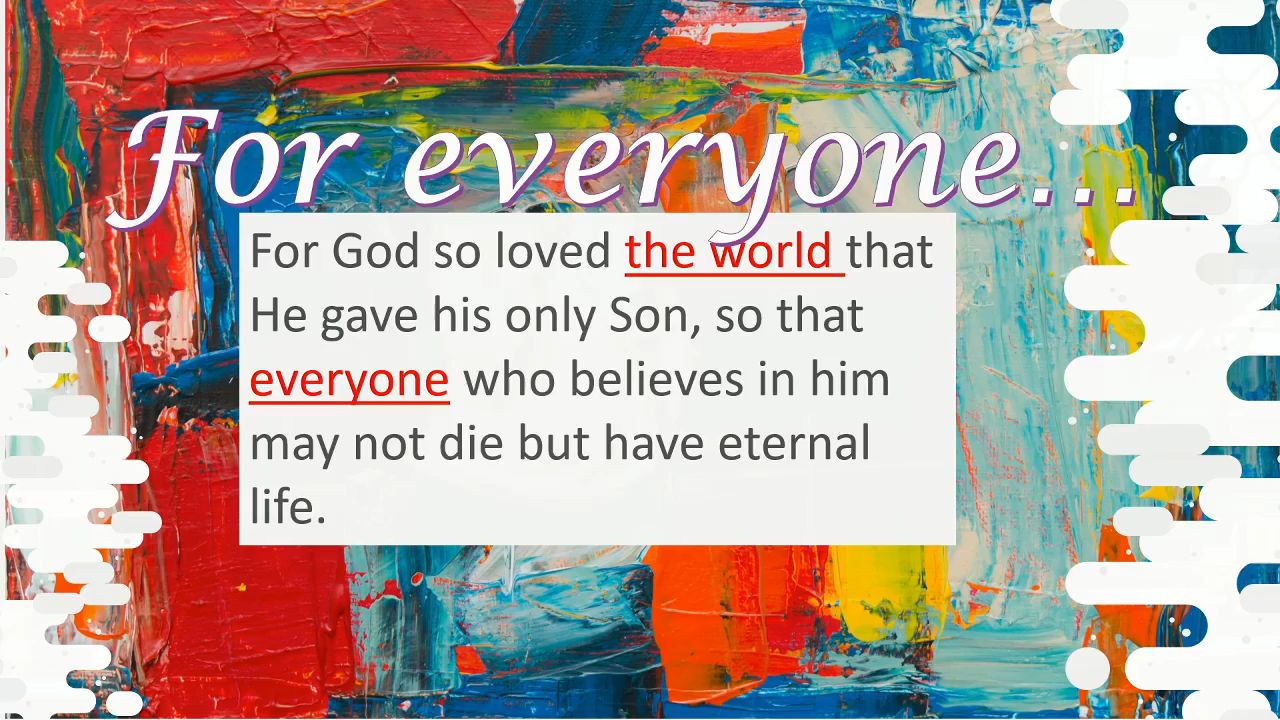 For everyone...
For God so loved the world that
He gave his only Son, so that
everyone who believes in him
may not die but have eternal
life.